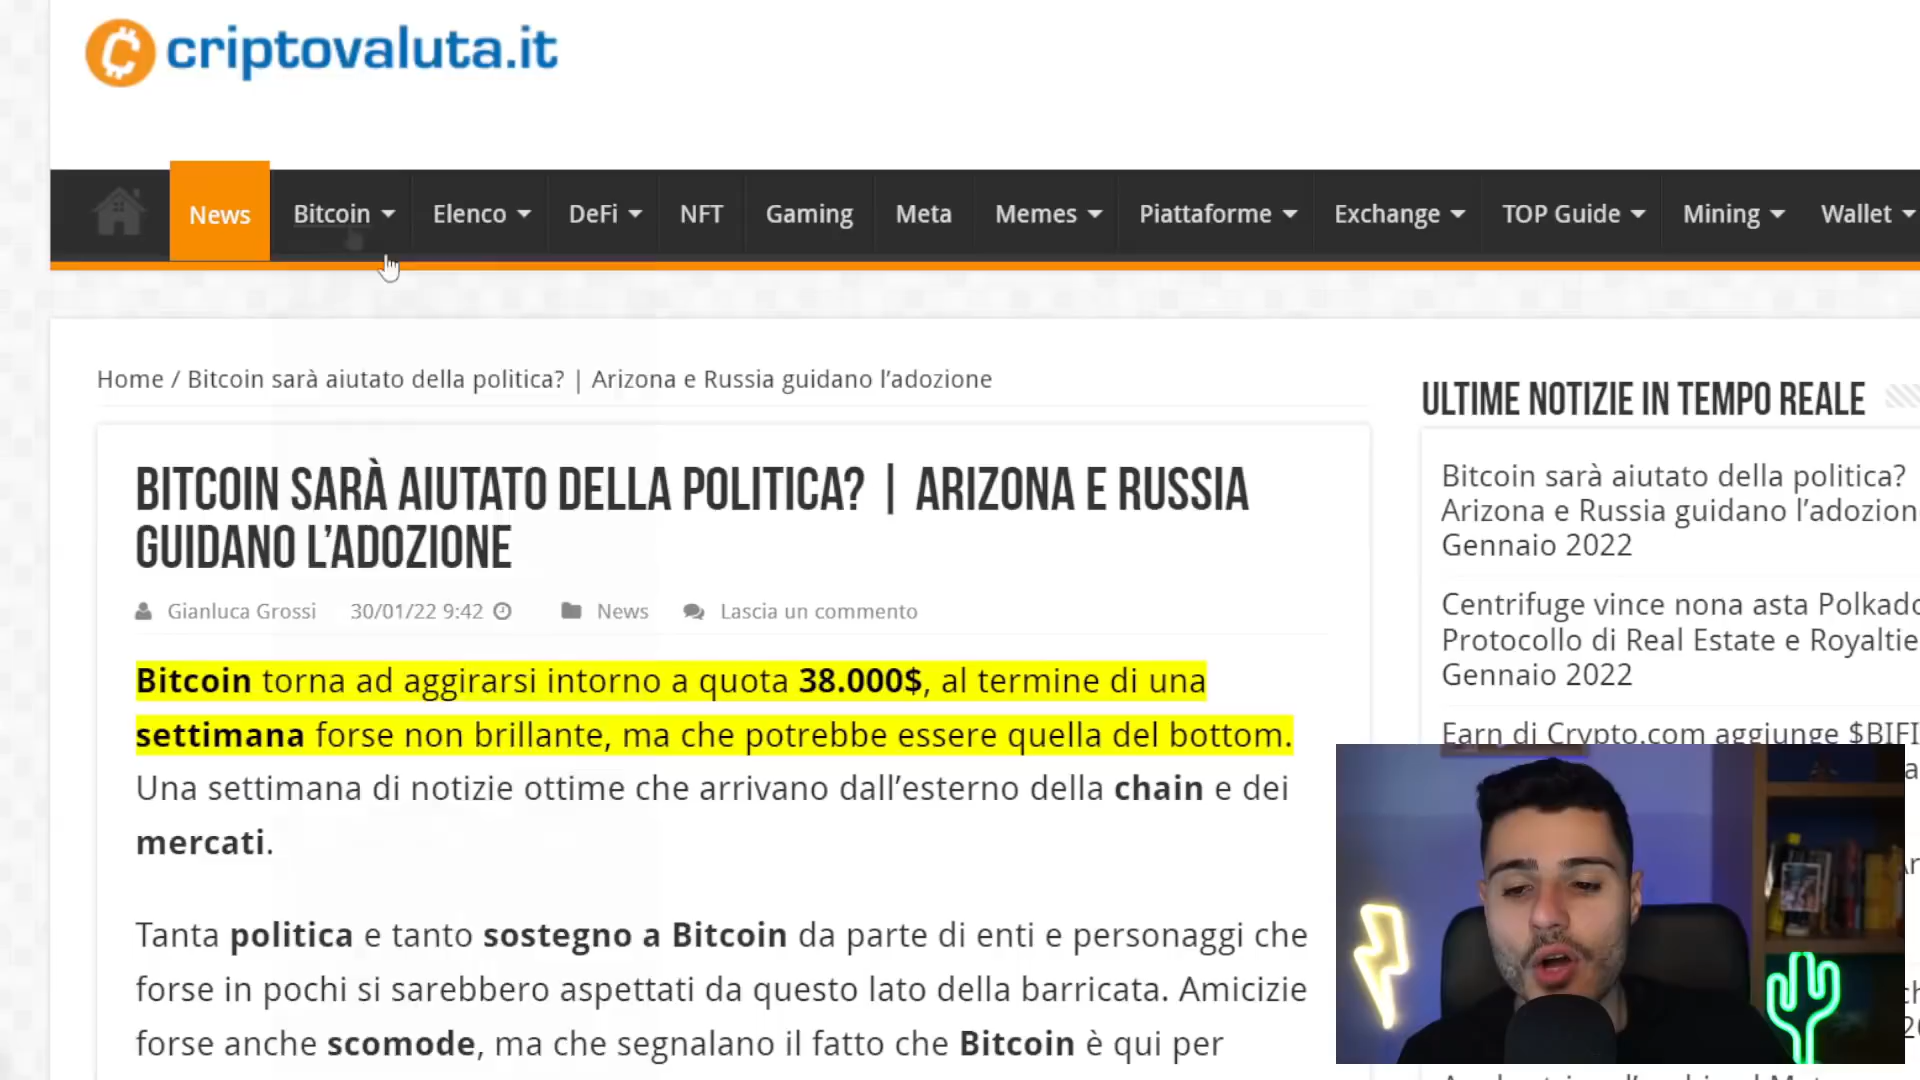 criptovaluta.it
News Bitcoin Elenco DeFi NFT Gaming Meta Memes Piattaforme Exchange TOP Guide Mining Wallet
Home / Bitcoin sarà aiutato della politica? | Arizona e Russia guidano l’adozione
BITCOIN SARÀ AIUTATO DELLA POLITICA? | ARIZONA E RUSSIA
GUIDANO L’ADOZIONE
Gianluca Grossi 30/01/22 9:42 News Lascia un commento
Bitcoin torna ad aggirarsi intorno a quota 38.000$, al termine di una
settimana forse non brillante, ma che potrebbe essere quella del bottom.
Una settimana di notizie ottime che arrivano dall’esterno della chain e dei
mercati.
Tanta politica e tanto sostegno a Bitcoin da parte di enti e personaggi che
forse in pochi si sarebbero aspettati da questo lato della barricata. Amicizie
forse anche scomode, ma che segnalano il fatto che Bitcoin è qui per
ULTIME NOTIZIE IN TEMPO REALE
Bitcoin sarà aiutato della politica?
Arizona e Russia guidano l’adozion
Gennaio 2022
Centrifuge vince nona asta Polkado
Protocollo di Real Estate e Royaltie
Gennaio 2022
Earn di Crypto.com aggiunge $BIFI